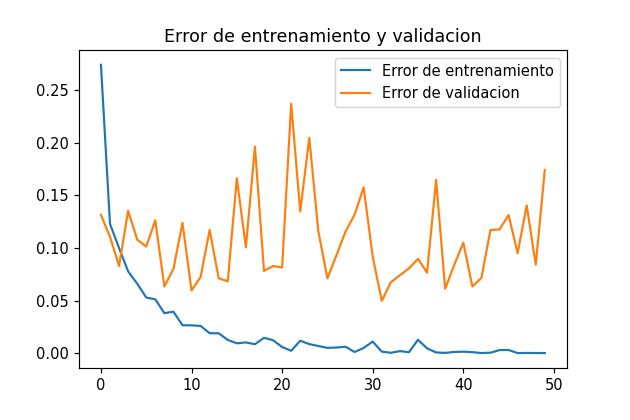 Error de entrenamiento y validacion
Error de entrenamiento
Error de validacion
0.25
0.20
0.15
0.10
0.05
0.00
0 10 20 30 40 50